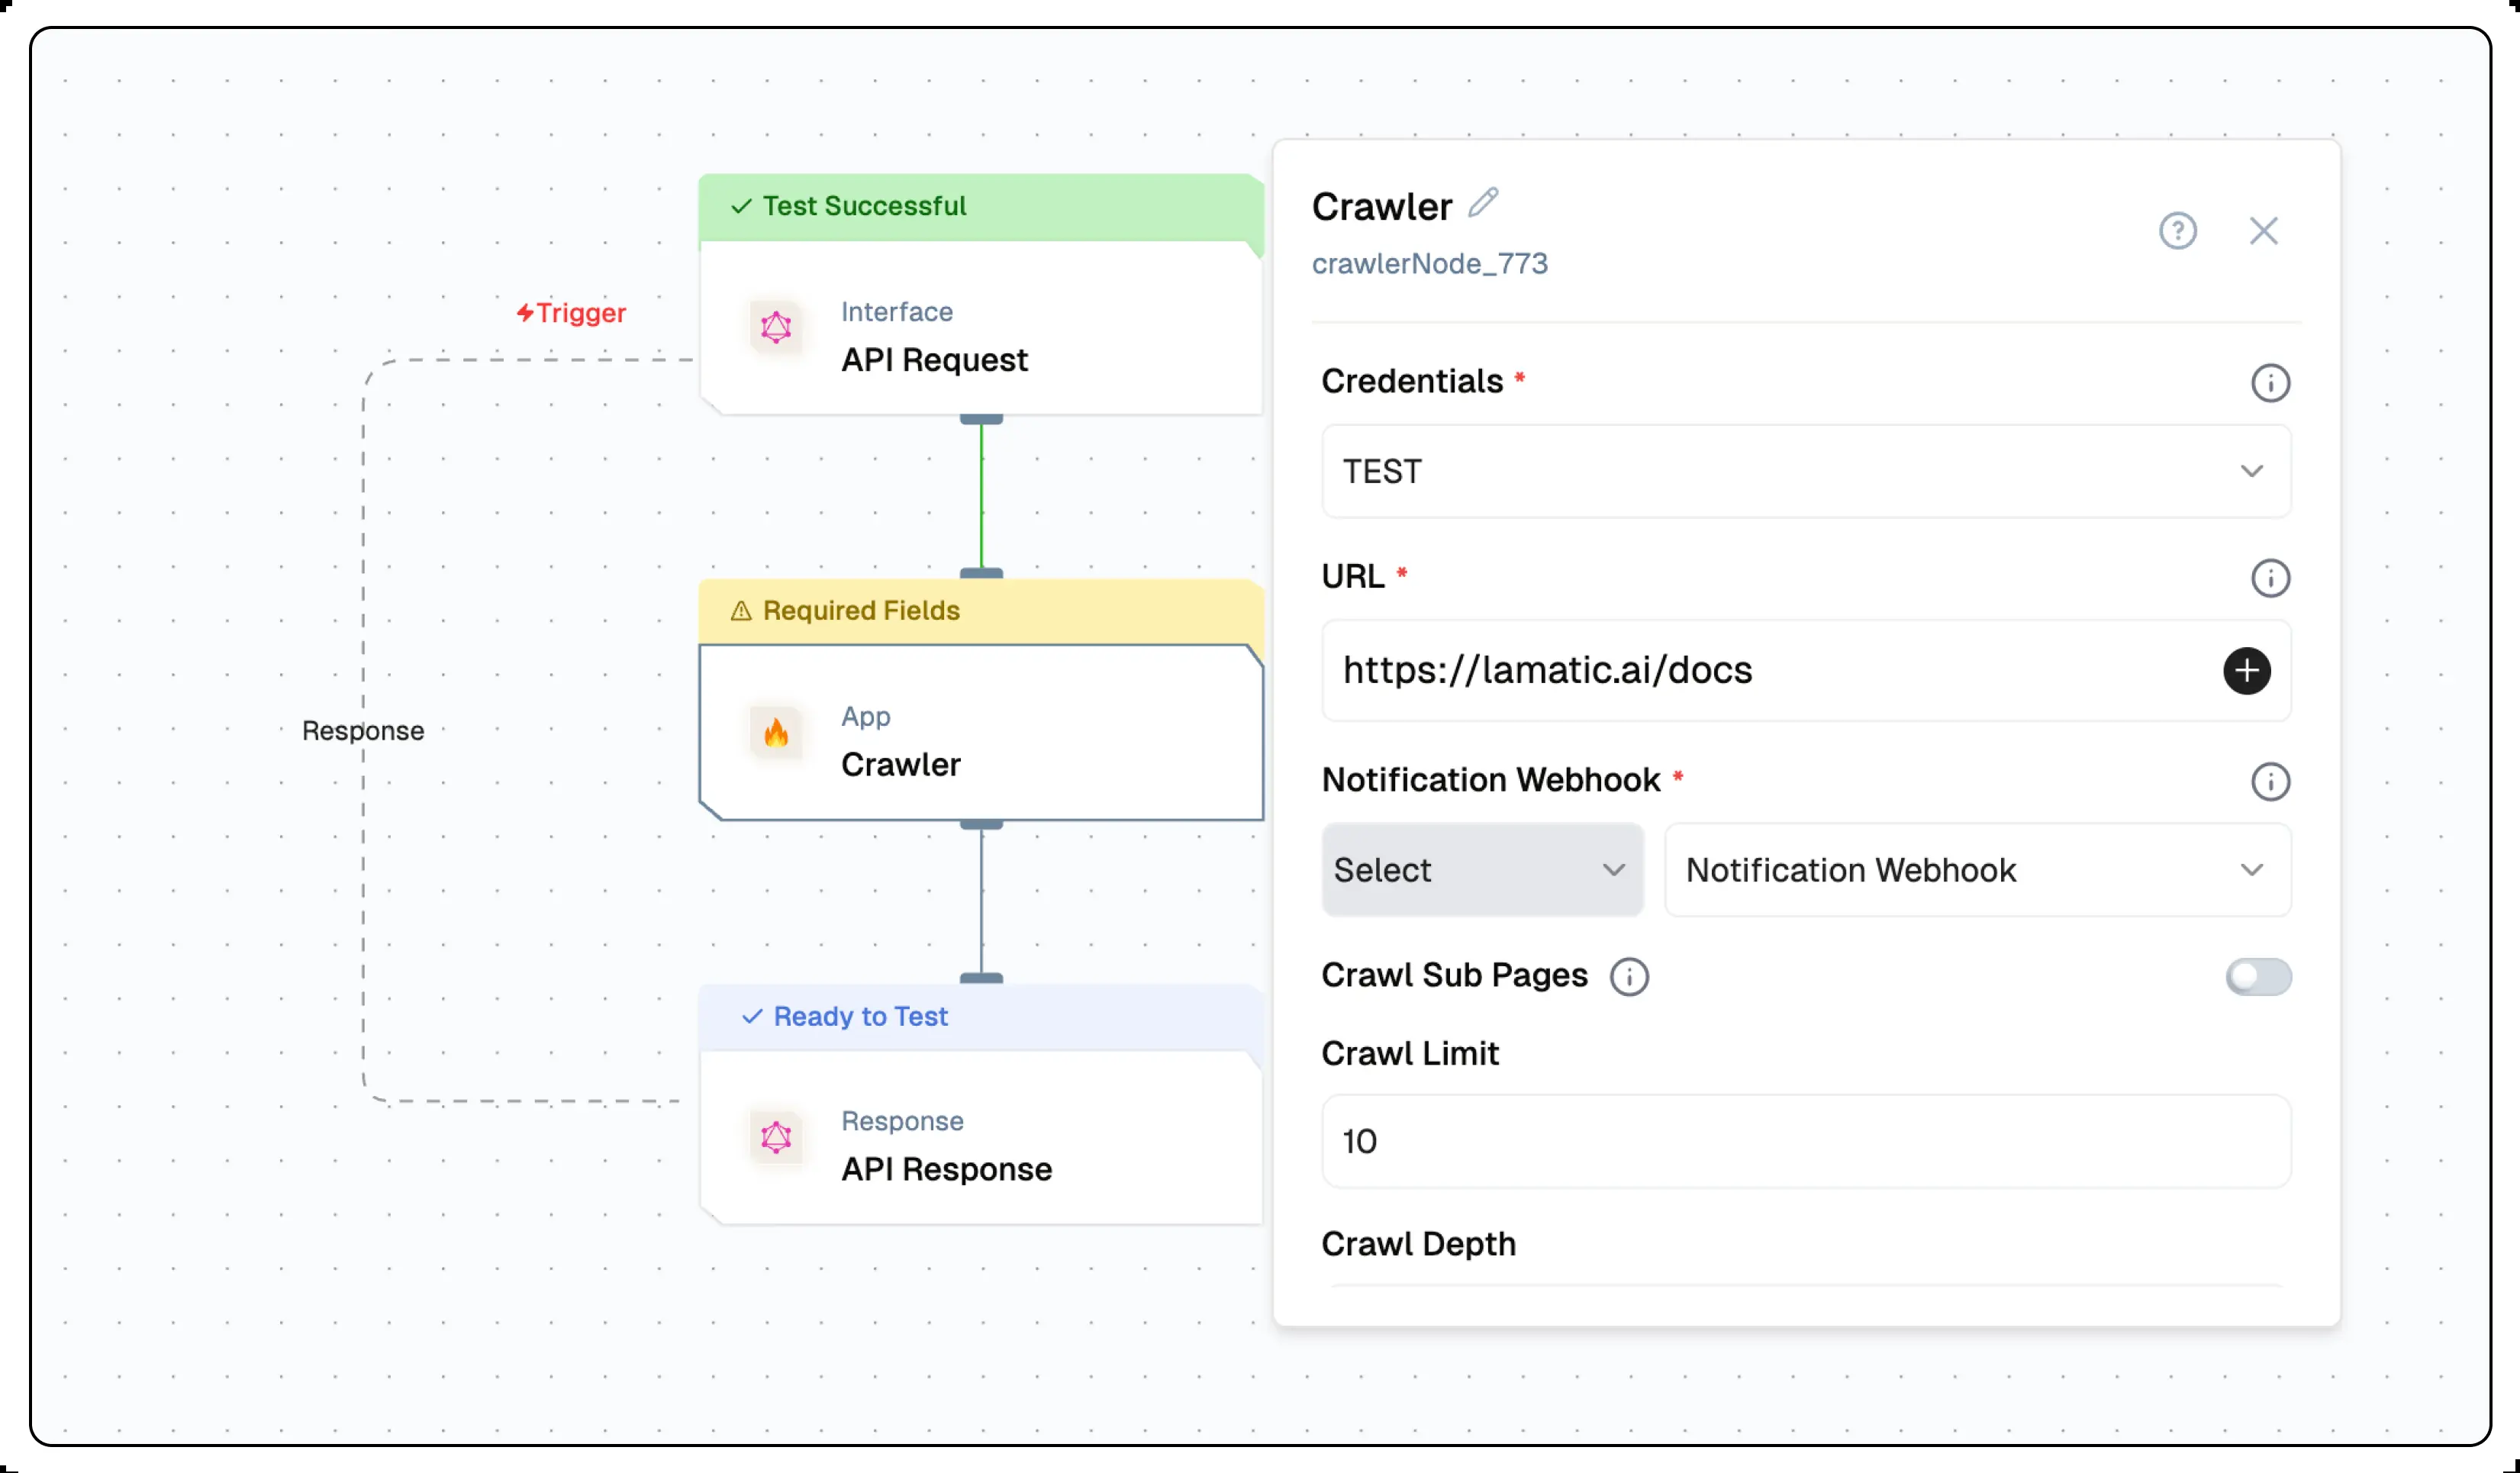 Test Successful
Trigger
Interface
API Request
Required Fields
App
Crawler
Response
Ready to Test
Response
API Response
Crawler
crawlerNode_773
Credentials *
TEST
URL *
https://lamatic.ai/docs
Notification Webhook *
Select
Notification Webhook
Crawl Sub Pages
Crawl Limit
10
Crawl Depth